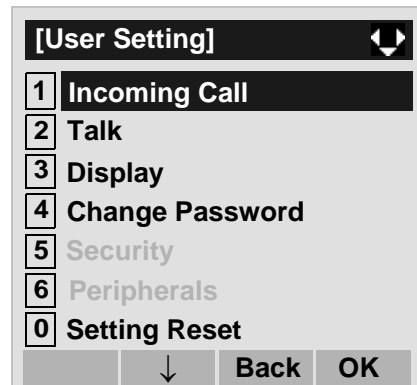 [User Setting]
1 Incoming Call
2 Talk
3 Display
4 Change Password
5 Security
6 Peripherals
0 Setting Reset
↓ Back OK